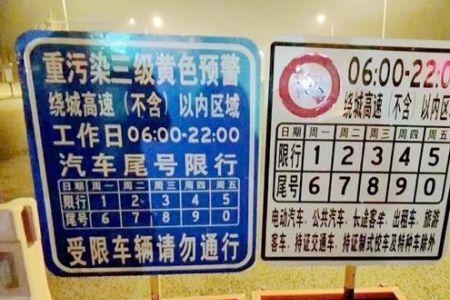 重污染三级黄色预警
绕城高速（不含）以内区域
工作日06:00-22:00
汽车尾号限行
日期 周一 周二 周三 周四 周五
限行 1 2 3 4 5
尾号 6 7 8 9 0
受限车辆请勿通行
06:00-22:00
绕城高速（不含）以内区域
日期 周一 周二 周三 周四 周五
限行 1 2 3 4 5
尾号 6 7 8 9 0
电动汽车、公共汽车、长途客车、出租车、旅游
客车、持证交通车、持证制式校车及特种车除外